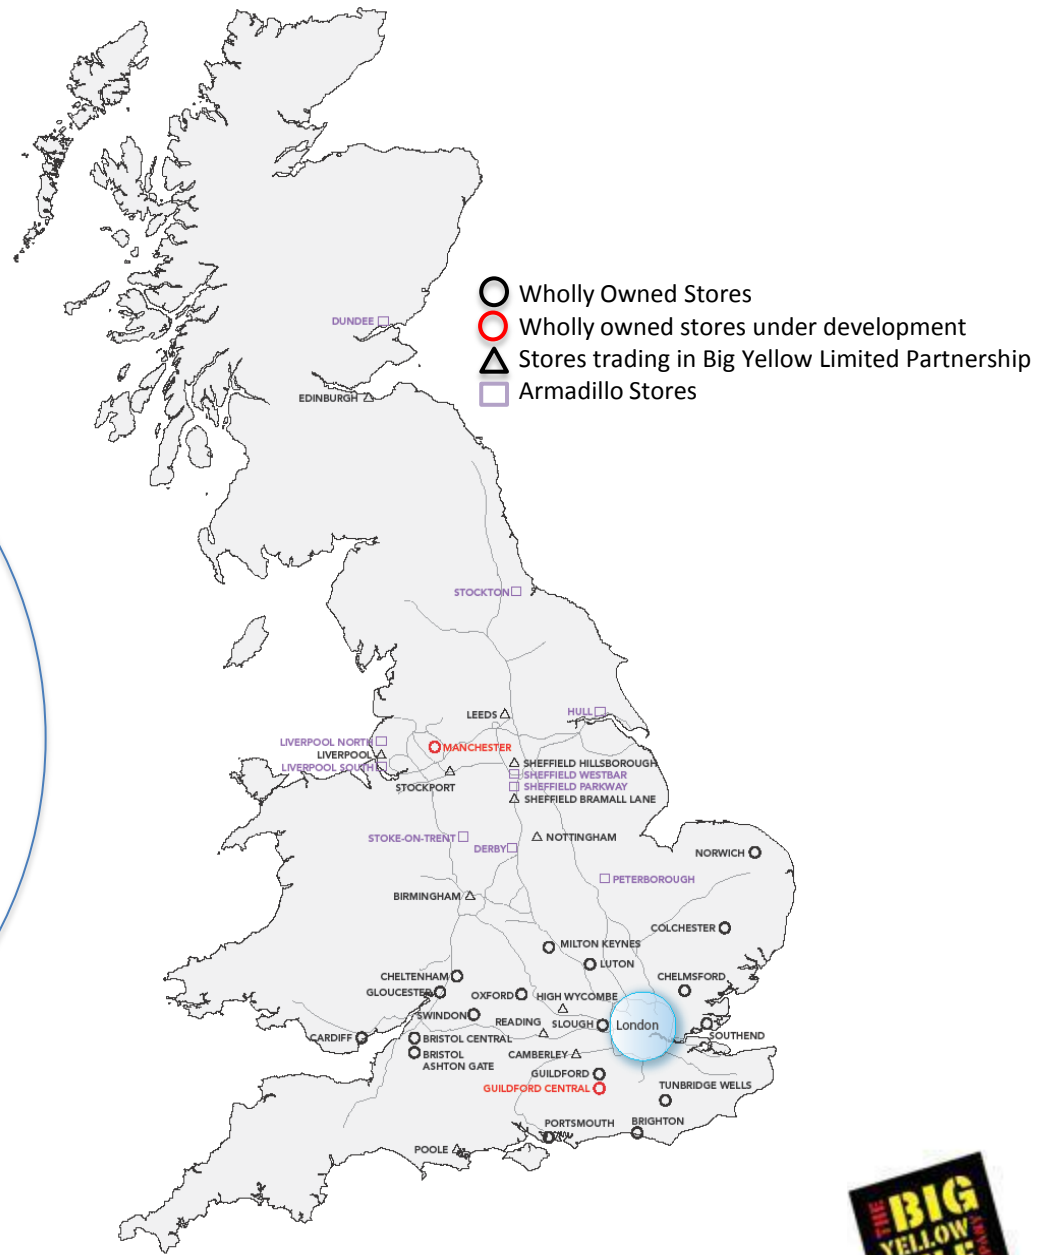 Wholly Owned Stores
Wholly owned stores under development
Stores trading in Big Yellow Limited Partnership
Armadillo Stores
DUNDEE
EDINBURGH
STOCKTON
LEEDS
HULL
LIVERPOOL NORTH
MANCHESTER
LIVERPOOL
LIVERPOOL SOUTH
STOCKPORT
SHEFFIELD HILLSBOROUGH
SHEFFIELD WESTBAR
SHEFFIELD PARKWAY
SHEFFIELD BRAMALL LANE
STOKE-ON-TRENT
NOTTINGHAM
DERBY
NORWICH
PETERBOROUGH
BIRMINGHAM
COLCHESTER
MILTON KEYNES
LUTON
CHELTENHAM
CHELMSFORD
GLOUCESTER
OXFORD
HIGH WYCOMBE
SWINDON
READING
SLOUGH
London
SOUTHEND
CARDIFF
BRISTOL CENTRAL
BRISTOL
ASHTON GATE
CAMBERLEY
GUILDFORD
GUILDFORD CENTRAL
TUNBRIDGE WELLS
PORTSMOUTH
BRIGHTON
POOLE
THE
BIG
YELLOW